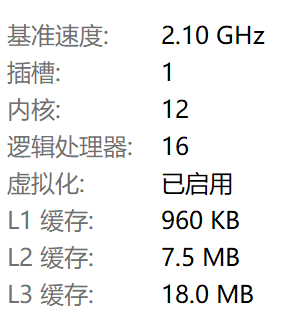 基准速度: 2.10 GHz
插槽: 1
内核: 12
逻辑处理器: 16
虚拟化: 已启用
L1 缓存: 960 KB
L2 缓存: 7.5 MB
L3 缓存: 18.0 MB